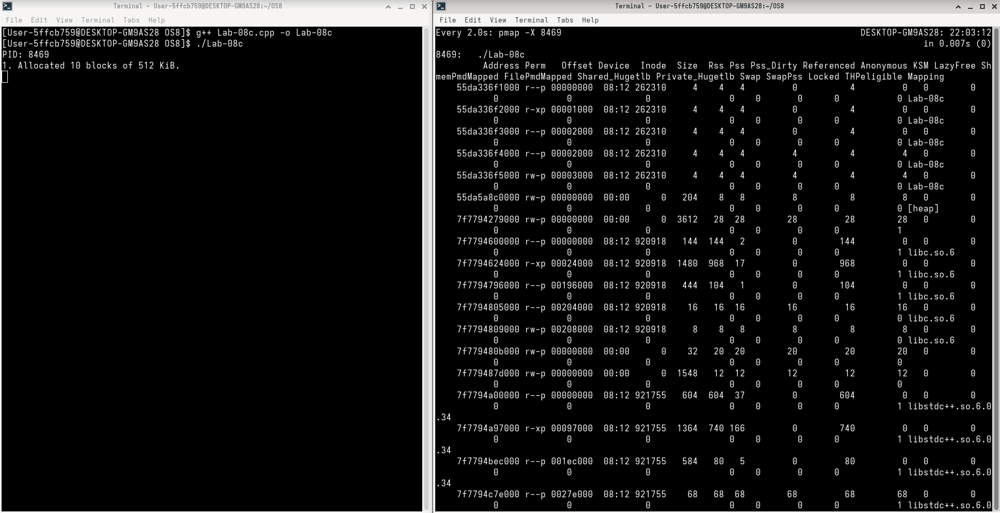 Terminal - User-5ffcb759@DESKTOP-GM9AS28:~/OS8
File Edit View Terminal Tabs Help
[User-5ffcb759@DESKTOP-GM9AS28 OS8]$ g++ Lab-08c.cpp -o Lab-08c
[User-5ffcb759@DESKTOP-GM9AS28 OS8]$ ./Lab-08c
PID: 8469
1. Allocated 10 blocks of 512 KiB.
Terminal - User-5ffcb759@DESKTOP-GM9AS28:~/OS8
File Edit View Terminal Tabs Help
Every 2.0s: pmap -X 8469 DESKTOP-GM9AS28: 22:03:12
in 0.007s (0)
8469: ./Lab-08c
Address Perm Offset Device Inode Size Rss Pss Pss_Dirty Referenced Anonymous KSM LazyFree Sh
memPmdMapped FilePmdMapped Shared_Hugetlb Private_Hugetlb Swap SwapPss Locked THPeligible Mapping
55da336f1000 r--p 00000000 08:12 262310 4 4 4 0 4 0 0 0
0 0 0 0 0 0 0 0 Lab-08c
55da336f2000 r-xp 00001000 08:12 262310 4 4 4 0 4 0 0 0
0 0 0 0 0 0 0 0 Lab-08c
55da336f3000 r--p 00002000 08:12 262310 4 4 4 0 4 0 0 0
0 0 0 0 0 0 0 0 Lab-08c
55da336f4000 r--p 00002000 08:12 262310 4 4 4 4 4 4 0 0
0 0 0 0 0 0 0 0 Lab-08c
55da336f5000 rw-p 00003000 08:12 262310 4 4 4 4 4 4 0 0
0 0 0 0 0 0 0 0 Lab-08c
55da5a8c0000 rw-p 00000000 00:00 0 204 8 8 8 8 8 0 0
0 0 0 0 0 0 0 0 [heap]
7f7794279000 rw-p 00000000 00:00 0 3612 28 28 28 28 28 0 0
0 0 0 0 0 0 0 1
7f7794600000 r--p 00000000 08:12 920918 144 144 2 0 144 0 0 0
0 0 0 0 0 0 0 1 libc.so.6
7f7794624000 r-xp 00024000 08:12 920918 1480 968 17 0 968 0 0 0
0 0 0 0 0 0 0 1 libc.so.6
7f7794796000 r--p 00196000 08:12 920918 444 104 1 0 104 0 0 0
0 0 0 0 0 0 0 1 libc.so.6
7f7794805000 r--p 00204000 08:12 920918 16 16 16 16 16 16 0 0
0 0 0 0 0 0 0 0 libc.so.6
7f7794809000 rw-p 00208000 08:12 920918 8 8 8 8 8 8 0 0
0 0 0 0 0 0 0 0 libc.so.6
7f779480b000 rw-p 00000000 00:00 0 32 20 20 20 20 20 0 0
0 0 0 0 0 0 0 0
7f779487d000 rw-p 00000000 00:00 0 1548 12 12 12 12 12 0 0
0 0 0 0 0 0 0 0
7f7794a00000 r--p 00000000 08:12 921755 604 604 37 0 604 0 0 0
0 0 0 0 0 0 0 1 libstdc++.so.6.0
.34
7f7794a97000 r-xp 00097000 08:12 921755 1364 740 166 0 740 0 0 0
0 0 0 0 0 0 0 1 libstdc++.so.6.0
.34
7f7794bec000 r--p 001ec000 08:12 921755 584 80 5 0 80 0 0 0
0 0 0 0 0 0 0 1 libstdc++.so.6.0
.34
7f7794c7e000 r--p 0027e000 08:12 921755 68 68 68 68 68 68 0 0
0 0 0 0 0 0 0 1 libstdc++.so.6.0